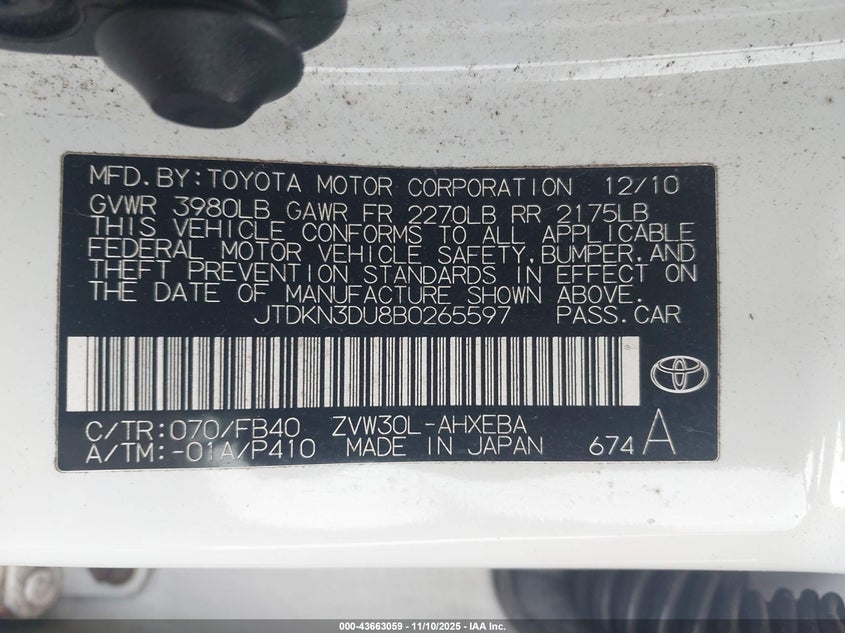 MFD.BY:TOYOTA MOTOR CORPORATION 12/10
GVWR 3980LB GAWR FR 2270LB RR 2175LB
THIS VEHICLE CONFORMS TO ALL APPLICABLE
FEDERAL MOTOR VEHICLE SAFETY,BUMPER,AND
THEFT PREVENTION STANDARDS IN EFFECT ON
THE DATE OF MANUFACTURE SHOWN ABOVE.
JTDKN3DU8B0265597 PASS.CAR
C/TR:070/FB40 ZVW30L-AHXEBA
A/TM:-01A/P410 MADE IN JAPAN 674 A
000-43663059 - 11/10/2025 - IAA Inc.